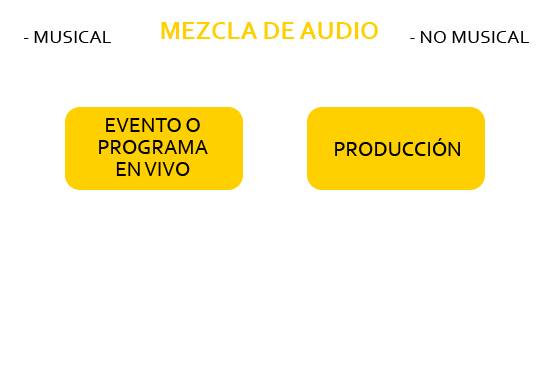 - MUSICAL
MEZCLA DE AUDIO
- NO MUSICAL
EVENTO O
PROGRAMA
EN VIVO
PRODUCCIÓN